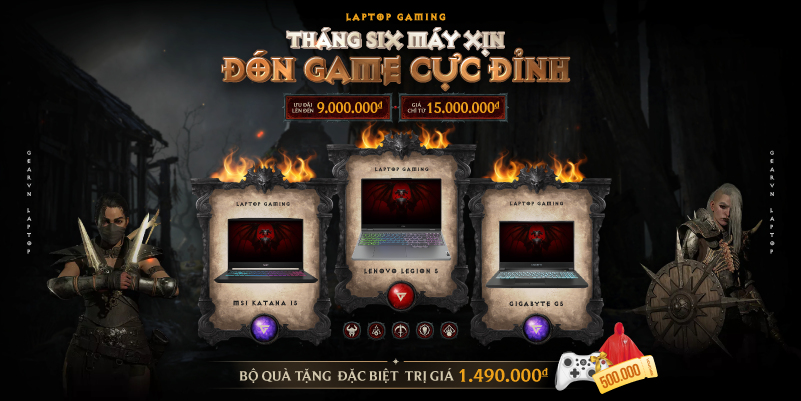 LAPTOP GAMING
THÁNG SIX MÁY XỊN
ĐÓN GAME CỰC ĐỈNH
ƯU ĐÃI LÊN ĐẾN 9.000.000đ
GIÁ CHỈ TỪ 15.000.000đ
LAPTOP GAMING
LAPTOP GAMING
LAPTOP GAMING
GEARVN LAPTOP
GEARVN LAPTOP
LENOVO LEGION 5
MSI KATANA 15
GIGABYTE G5
BỘ QUÀ TẶNG ĐẶC BIỆT TRỊ GIÁ 1.490.000đ
500.000